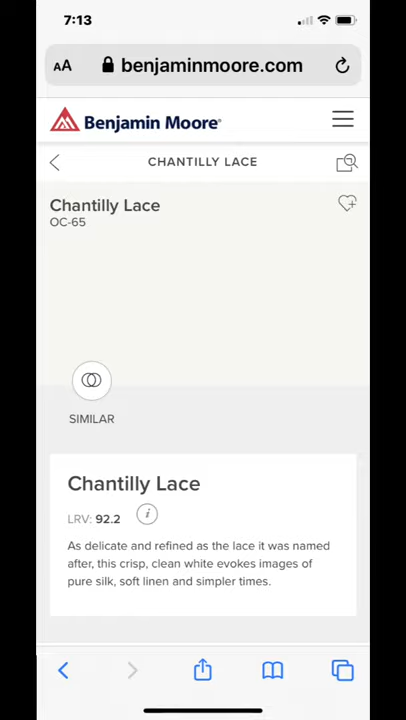 7:13
AA benjaminmoore.com
Benjamin Moore®
CHANTILLY LACE
Chantilly Lace
OC-65
SIMILAR
Chantilly Lace
LRV: 92.2 i
As delicate and refined as the lace it was named
after, this crisp, clean white evokes images of
pure silk, soft linen and simpler times.